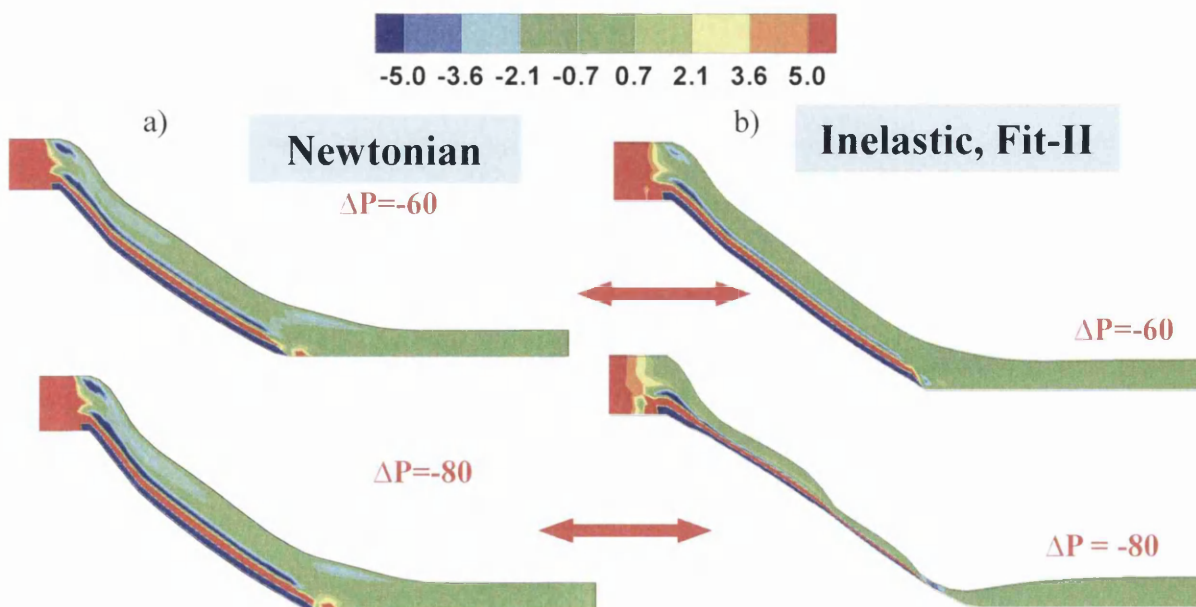 -5.0 -3.6 -2.1 -0.7 0.7 2.1 3.6 5.0
a)
Newtonian
ΔP=-60
b)
Inelastic, Fit-II
ΔP=-60
ΔP=-80
ΔP = -80